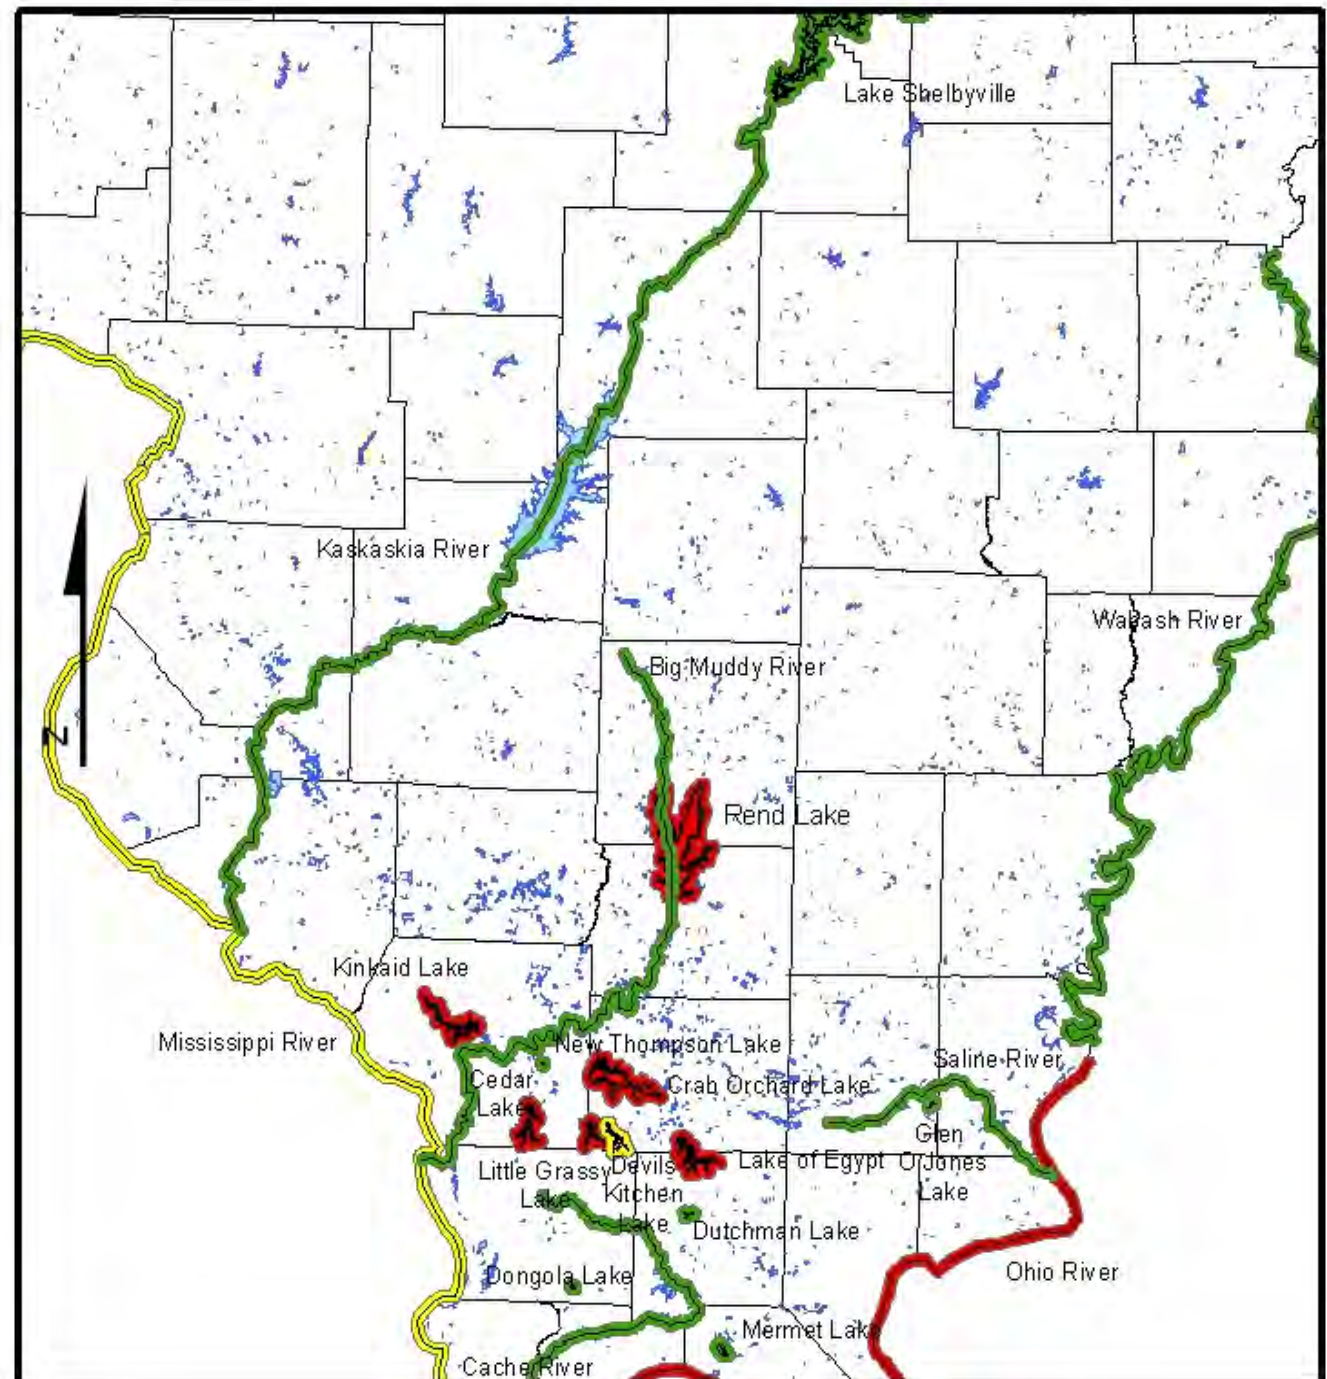 Lake Shelbyville
Kaskaskia River
Wabash River
Big Muddy River
Z
Rend Lake
Kinkaid Lake
Mississippi River
New Thompson Lake
Saline River
Cedar
Lake
Crab Orchard Lake
Glen
O Jones
Lake
Lake of Egypt
Little Grassy
Lake
Devils
Kitchen
Lake
Dutchman Lake
Dongola Lake
Ohio River
Mermet Lake
Cache River